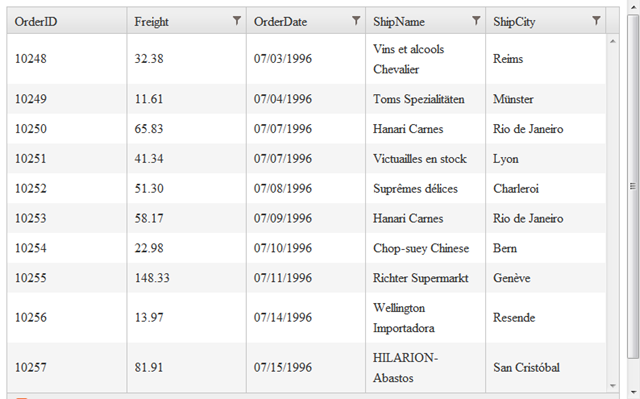 OrderID Freight OrderDate ShipName ShipCity
10248 32.38 07/03/1996 Vins et alcools Chevalier Reims
10249 11.61 07/04/1996 Toms Spezialitäten Münster
10250 65.83 07/07/1996 Hanari Carnes Rio de Janeiro
10251 41.34 07/07/1996 Victuailles en stock Lyon
10252 51.30 07/08/1996 Suprêmes délices Charleroi
10253 58.17 07/09/1996 Hanari Carnes Rio de Janeiro
10254 22.98 07/10/1996 Chop-suey Chinese Bern
10255 148.33 07/11/1996 Richter Supermarkt Genève
10256 13.97 07/14/1996 Wellington Importadora Resende
10257 81.91 07/15/1996 HILARION-Abastos San Cristóbal